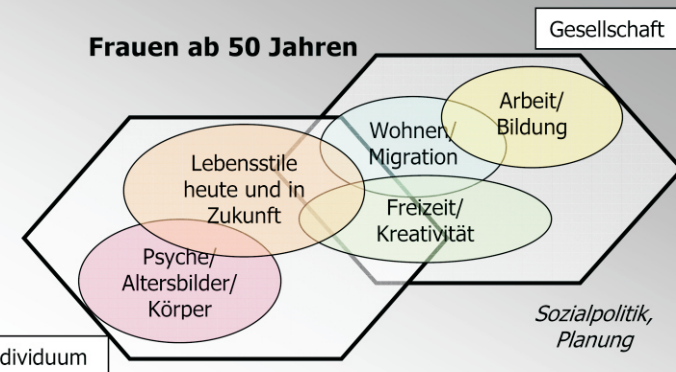 Gesellschaft
Frauen ab 50 Jahren
Arbeit/
Bildung
Wohnen/
Migration
Lebensstile
heute und in
Zukunft
Freizeit/
Kreativität
Psyche/
Altersbilder/
Körper
Sozialpolitik,
Planung
dividuum